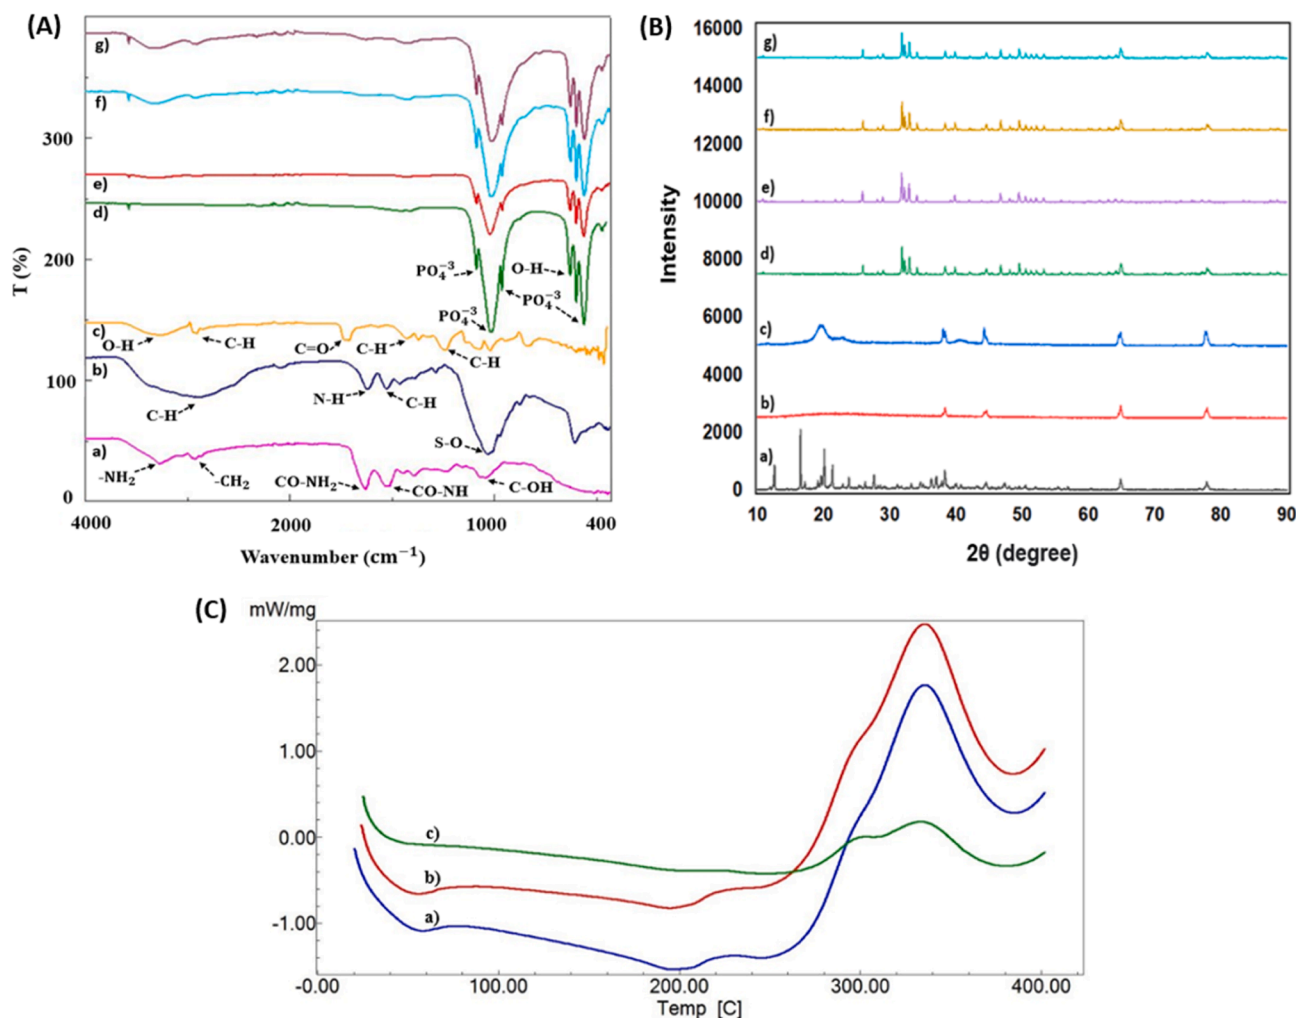 (A)
g)
f)
300
e)
d)
200
T (%)
PO₄⁻³
O-H
PO₄⁻³
PO₄⁻³
c)
O-H
C-H
C=O
C-H
C-H
100
b)
C-H
N-H
C-H
S-O
a)
-NH₂
-CH₂
CO-NH₂
CO-NH
C-OH
0
4000 2000 1000 400
Wavenumber (cm⁻¹)
(B)
16000
g)
14000
f)
12000
e)
10000
Intensity
d)
8000
6000
c)
4000
b)
2000
a)
0
10 20 30 40 50 60 70 80 90
2θ (degree)
(C) mW/mg
2.00
1.00
0.00
c)
b)
a)
-1.00
-0.00 100.00 200.00 300.00 400.00
Temp [C]